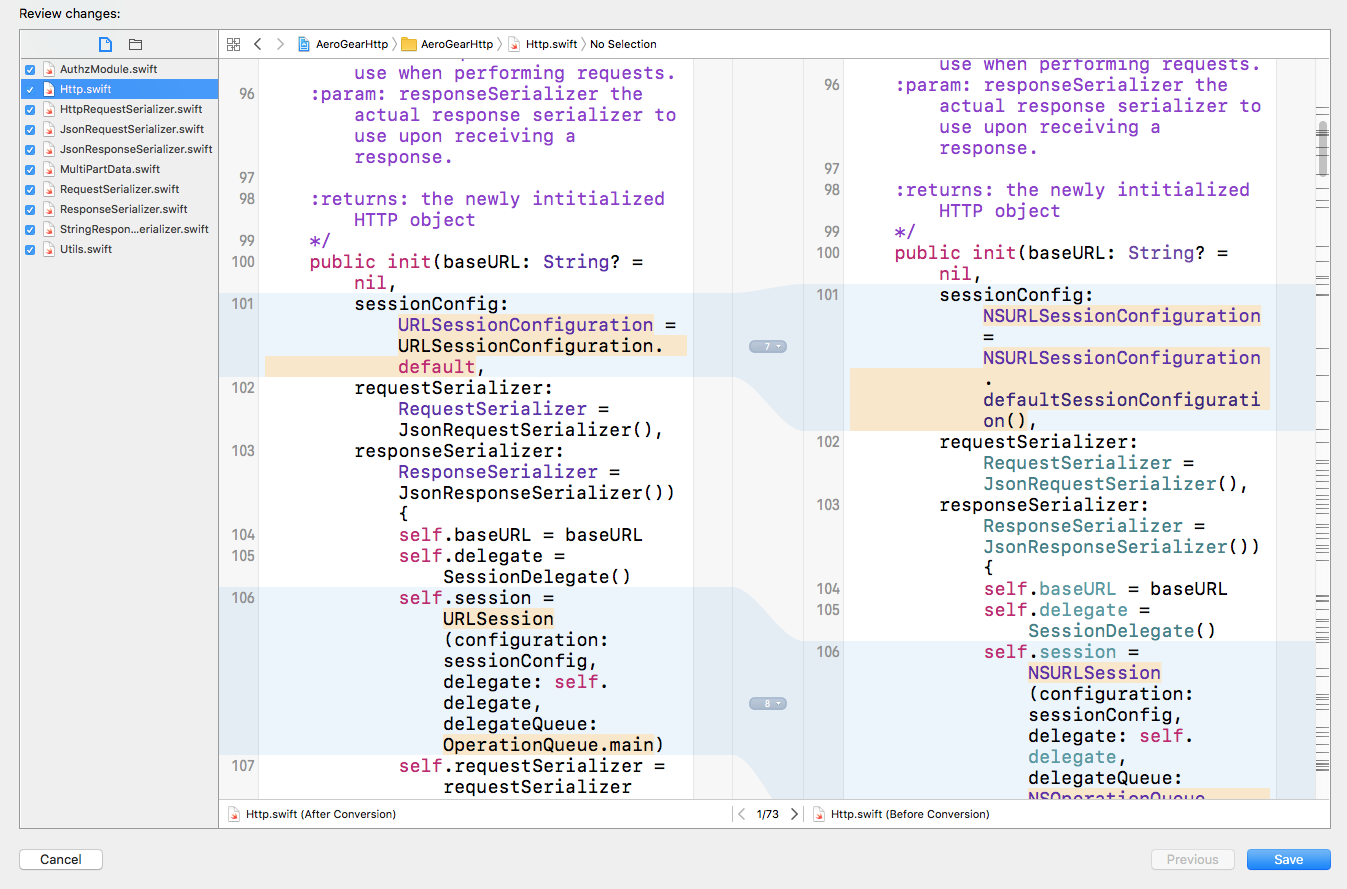 Review changes:
AeroGearHttp
AeroGearHttp
Http.swift
No Selection
AuthzModule.swift
Http.swift
HttpRequestSerializer.swift
JsonRequestSerializer.swift
JsonResponseSerializer.swift
MultiPartData.swift
RequestSerializer.swift
ResponseSerializer.swift
StringRespon...erializer.swift
Utils.swift
use when performing requests.
96 :param: responseSerializer the
actual response serializer to
use upon receiving a
response.
97
98 :returns: the newly intitialized
HTTP object
99 */
100 public init(baseURL: String? =
nil,
101 sessionConfig:
URLSessionConfiguration =
URLSessionConfiguration.
default,
102 requestSerializer:
RequestSerializer =
JsonRequestSerializer(),
103 responseSerializer:
ResponseSerializer =
JsonResponseSerializer())
{
104 self.baseURL = baseURL
105 self.delegate =
SessionDelegate()
106 self.session =
URLSession
(configuration:
sessionConfig,
delegate: self.
delegate,
delegateQueue:
OperationQueue.main)
107 self.requestSerializer =
requestSerializer
7
8
use when performing requests.
96 :param: responseSerializer the
actual response serializer to
use upon receiving a
response.
97
98 :returns: the newly intitialized
HTTP object
99 */
100 public init(baseURL: String? =
nil,
101 sessionConfig:
NSURLSessionConfiguration
=
NSURLSessionConfiguration
.
defaultSessionConfigurati
on(),
102 requestSerializer:
RequestSerializer =
JsonRequestSerializer(),
103 responseSerializer:
ResponseSerializer =
JsonResponseSerializer())
{
104 self.baseURL = baseURL
105 self.delegate =
SessionDelegate()
106 self.session =
NSURLSession
(configuration:
sessionConfig,
delegate: self.
delegate,
delegateQueue:
NSOperationQueue
Http.swift (After Conversion)
1/73
Http.swift (Before Conversion)
Cancel
Previous
Save